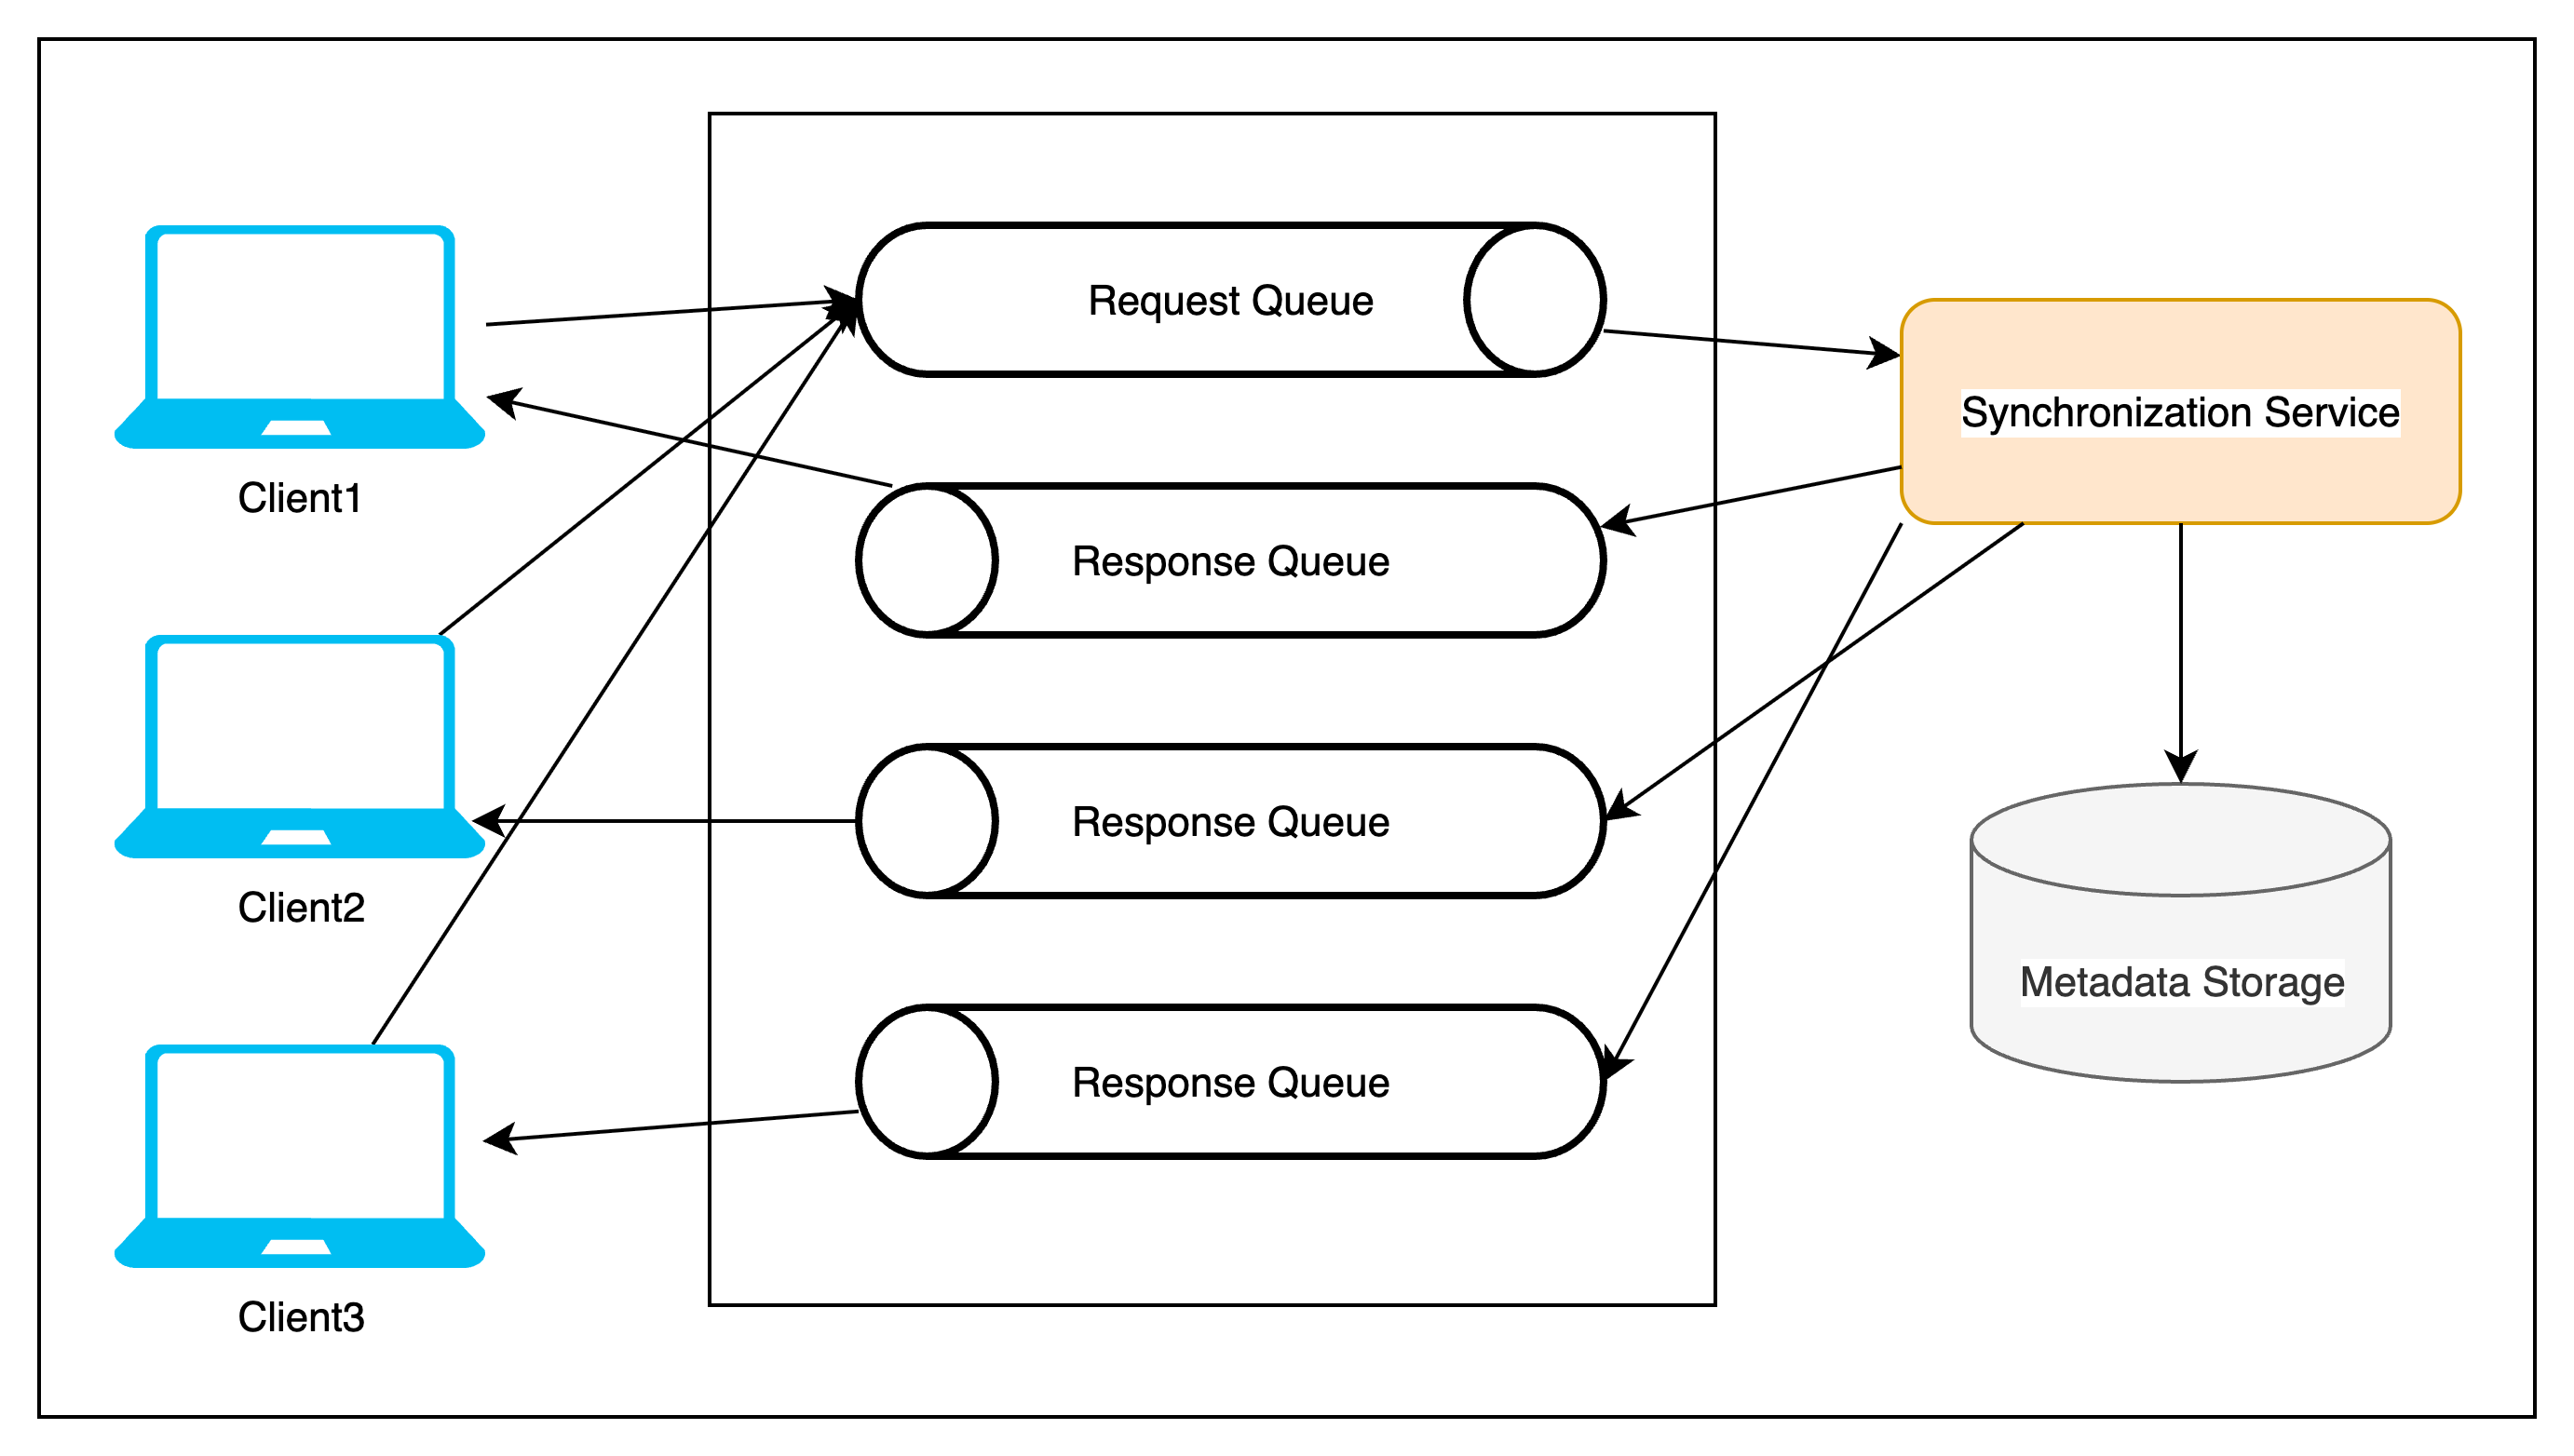 Request Queue
Synchronization Service
Client1
Response Queue
Response Queue
Client2
Metadata Storage
Response Queue
Client3